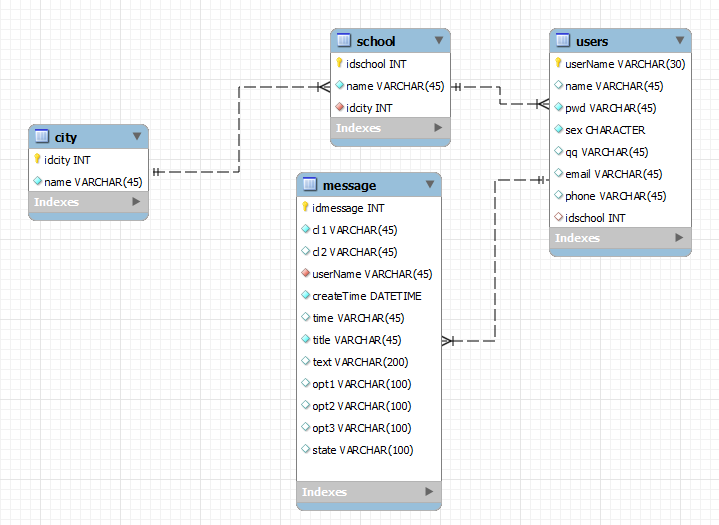 school
idschool INT
name VARCHAR(45)
idcity INT
Indexes
users
userName VARCHAR(30)
name VARCHAR(45)
pwd VARCHAR(45)
sex CHARACTER
qq VARCHAR(45)
email VARCHAR(45)
phone VARCHAR(45)
idschool INT
Indexes
city
idcity INT
name VARCHAR(45)
Indexes
message
idmessage INT
cl1 VARCHAR(45)
cl2 VARCHAR(45)
userName VARCHAR(45)
createTime DATETIME
time VARCHAR(45)
title VARCHAR(45)
text VARCHAR(200)
opt1 VARCHAR(100)
opt2 VARCHAR(100)
opt3 VARCHAR(100)
state VARCHAR(100)
Indexes